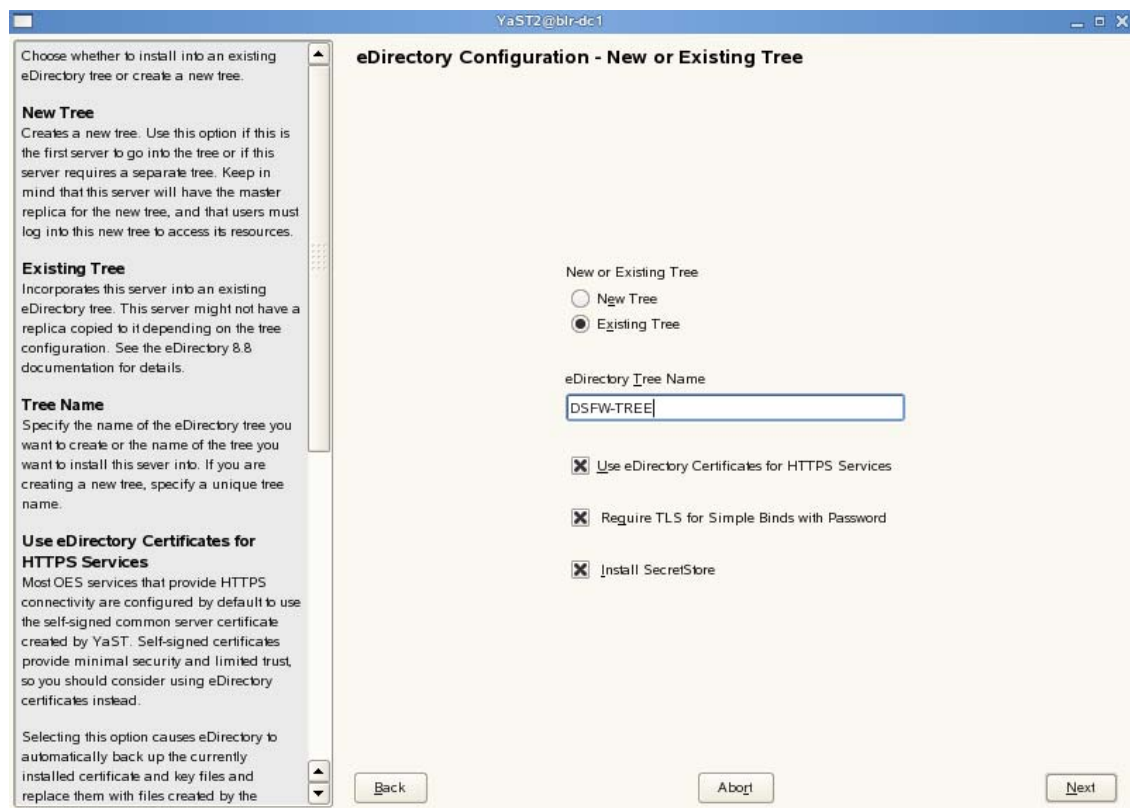 YaST2@blr-dc1
Choose whether to install into an existing
eDirectory tree or create a new tree.
New Tree
Creates a new tree. Use this option if this is
the first server to go into the tree or if this
server requires a separate tree. Keep in
mind that this server will have the master
replica for the new tree, and that users must
log into this new tree to access its resources.
Existing Tree
Incorporates this server into an existing
eDirectory tree. This server might not have a
replica copied to it depending on the tree
configuration. See the eDirectory 8.8
documentation for details.
Tree Name
Specify the name of the eDirectory tree you
want to create or the name of the tree you
want to install this sever into. If you are
creating a new tree, specify a unique tree
name.
Use eDirectory Certificates for
HTTPS Services
Most OES services that provide HTTPS
connectivity are configured by default to use
the self-signed common server certificate
created by YaST. Self-signed certificates
provide minimal security and limited trust,
so you should consider using eDirectory
certificates instead.
Selecting this option causes eDirectory to
automatically back up the currently
installed certificate and key files and
replace them with files created by the
eDirectory Configuration - New or Existing Tree
New or Existing Tree
New Tree
Existing Tree
eDirectory Tree Name
DSFW-TREE
Use eDirectory Certificates for HTTPS Services
Require TLS for Simple Binds with Password
Install SecretStore
Back
Abort
Next